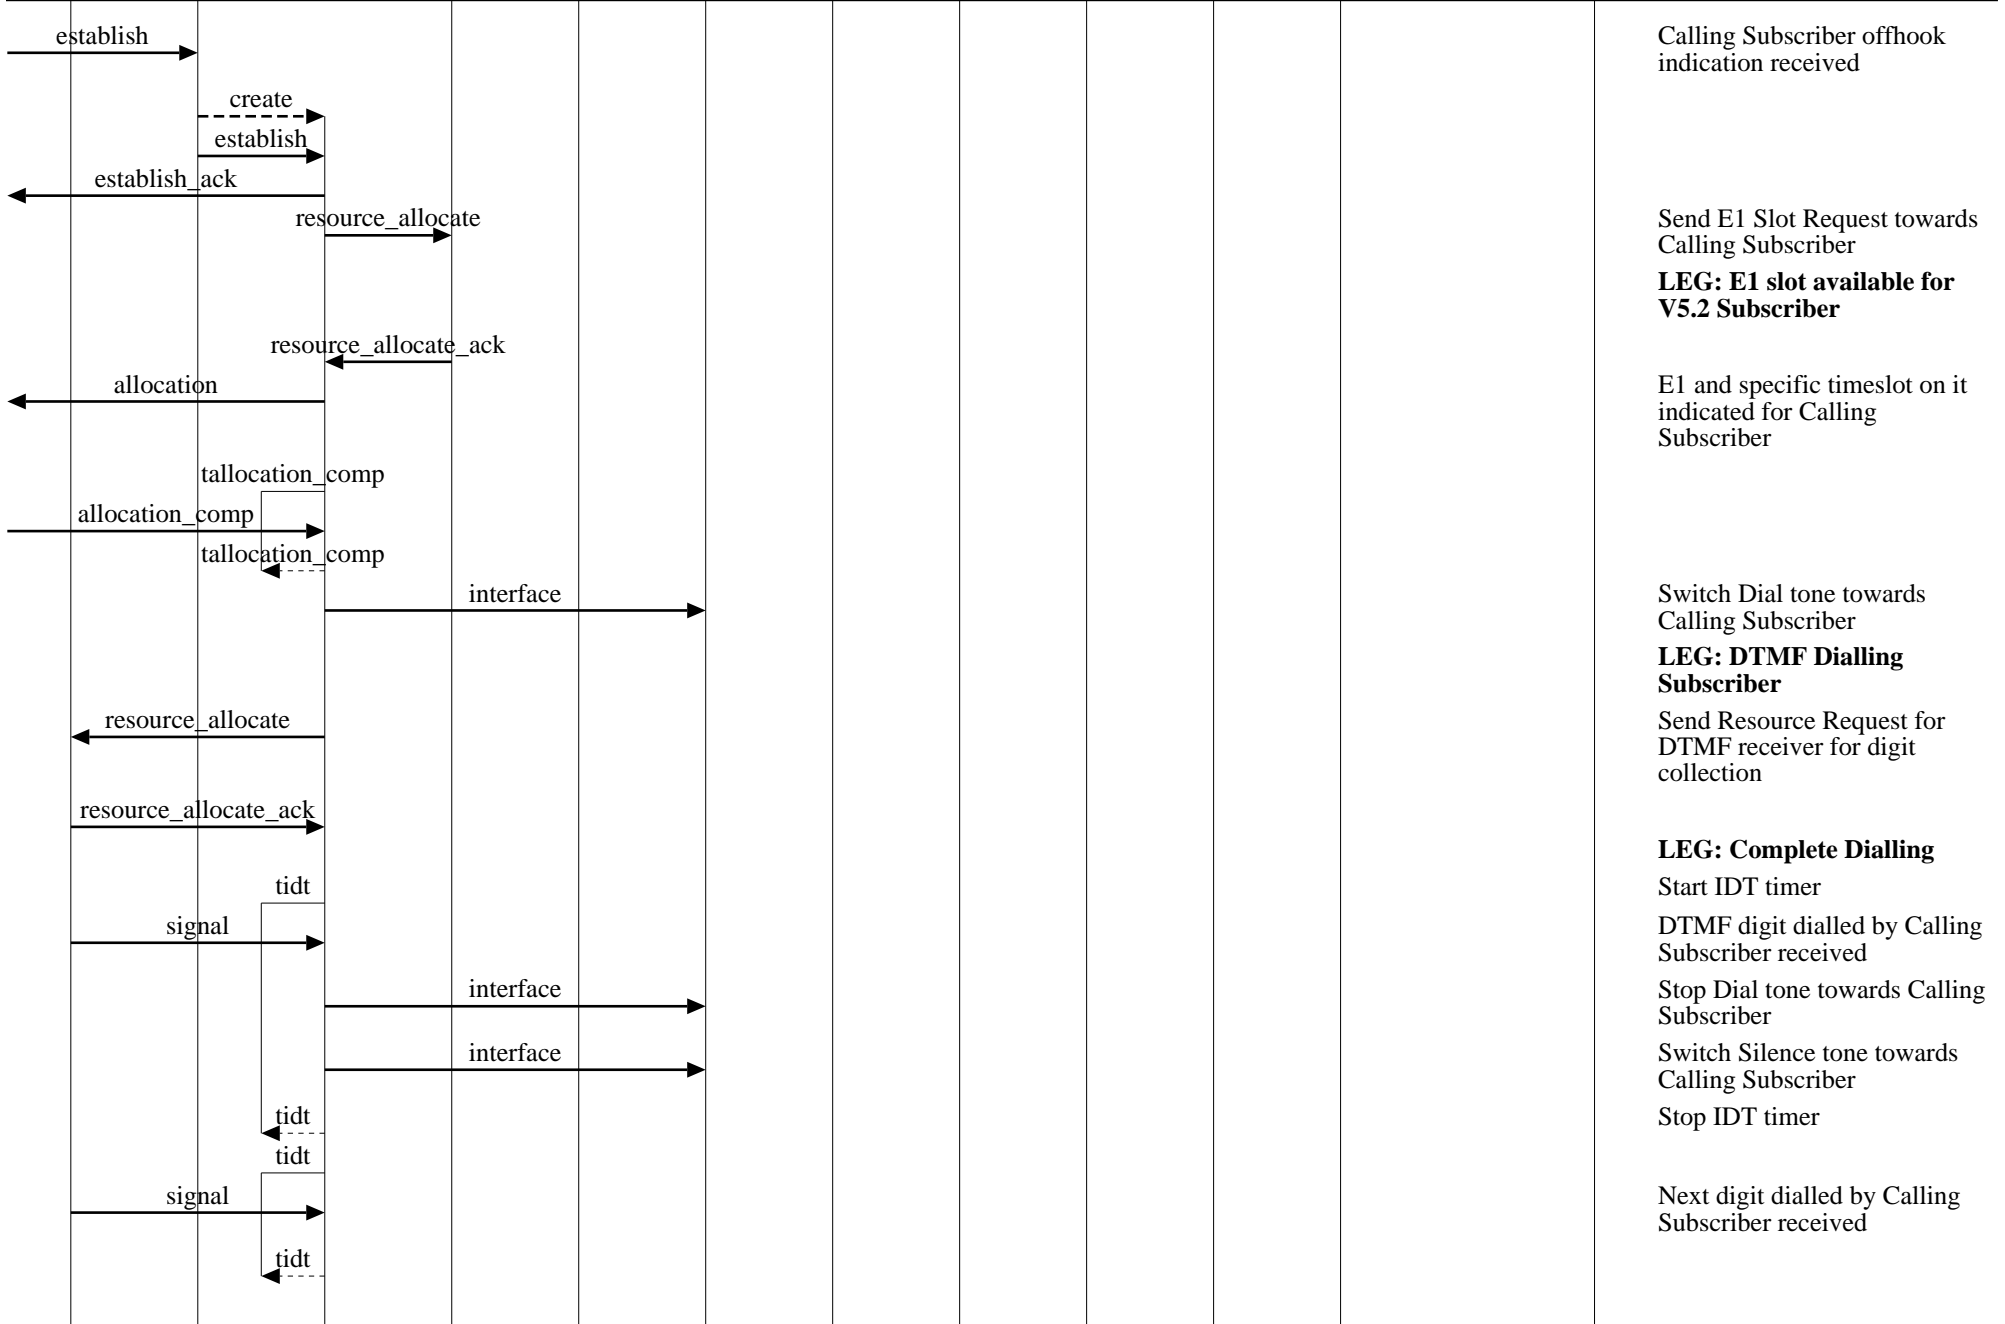 establish
Calling Subscriber offhook
indication received
create
establish
establish_ack
resource_allocate
Send E1 Slot Request towards
Calling Subscriber
LEG: E1 slot available for
V5.2 Subscriber
resource_allocate_ack
allocation
E1 and specific timeslot on it
indicated for Calling
Subscriber
tallocation_comp
allocation_comp
tallocation_comp
interface
Switch Dial tone towards
Calling Subscriber
LEG: DTMF Dialling
Subscriber
resource_allocate
Send Resource Request for
DTMF receiver for digit
collection
resource_allocate_ack
LEG: Complete Dialling
tidt
Start IDT timer
signal
DTMF digit dialled by Calling
Subscriber received
interface
Stop Dial tone towards Calling
Subscriber
interface
Switch Silence tone towards
Calling Subscriber
tidt
Stop IDT timer
tidt
signal
Next digit dialled by Calling
Subscriber received
tidt